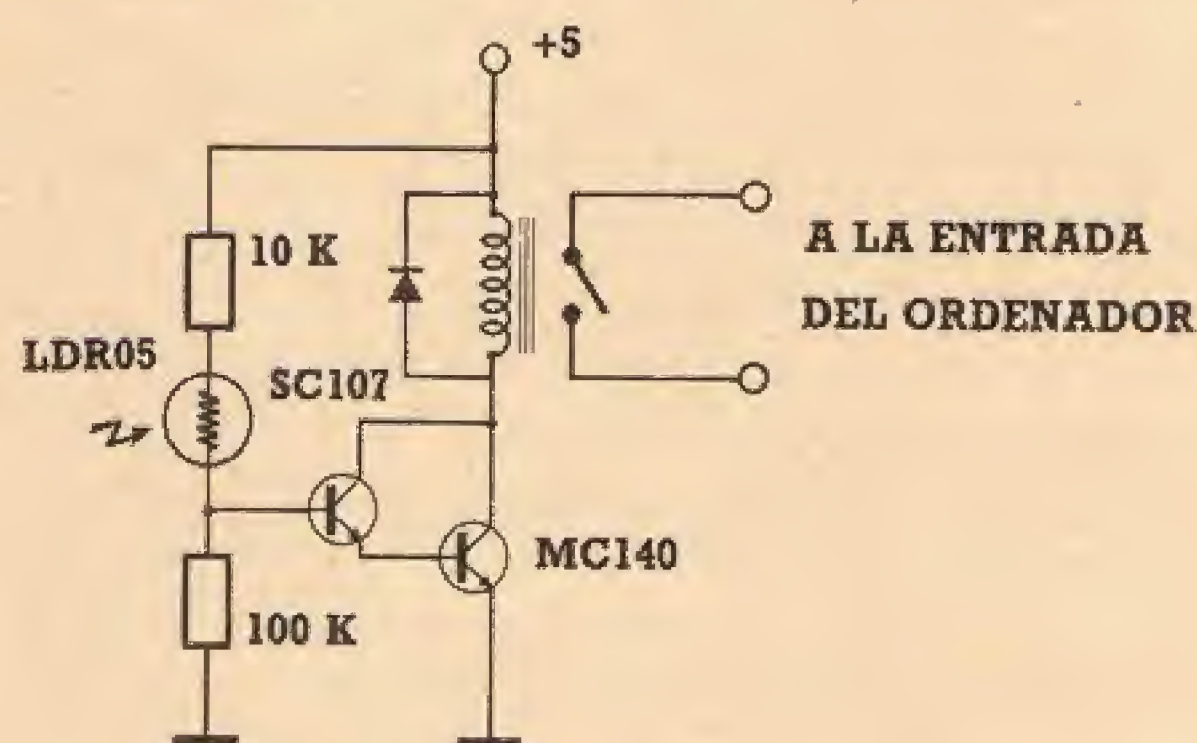 +5
10 K
A LA ENTRADA
DEL ORDENADOR
LDR05
SC107
MC140
100 K